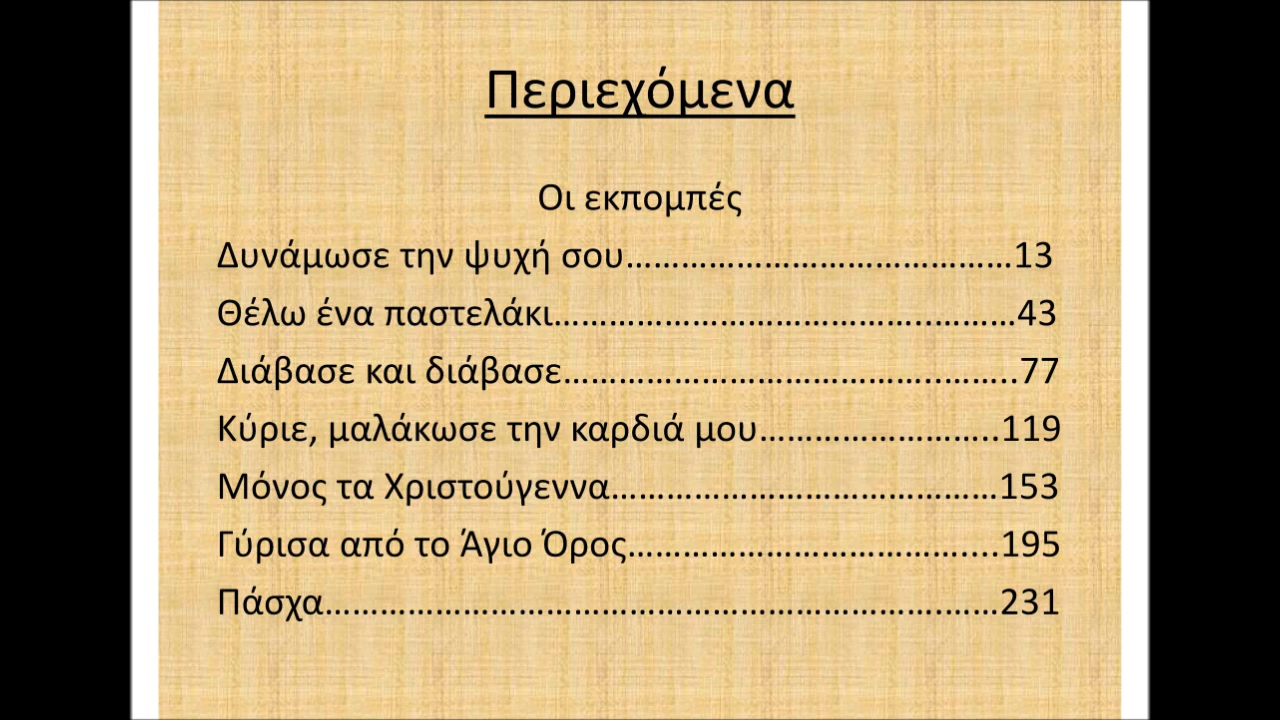 Περιεχόμενα
Οι εκπομπές
Δυνάμωσε την ψυχή σου……………………………………13
Θέλω ένα παστελάκι…………………………………..………43
Διάβασε και διάβασε…………………………………..……..77
Κύριε, μαλάκωσε την καρδιά μου……………………..119
Μόνος τα Χριστούγεννα……………………………………153
Γύρισα από το Άγιο Όρος………………………………....195
Πάσχα……………………………………………………………….231